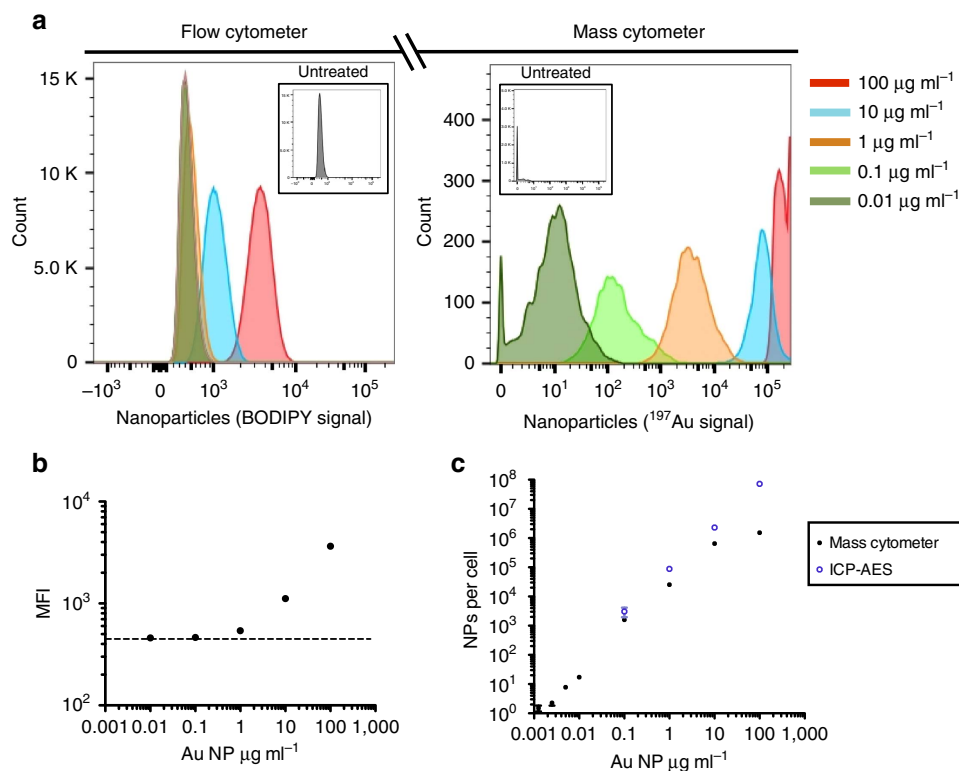 a
Flow cytometer
Mass cytometer
15 K
10 K
5.0 K
0
Count
Untreated
−10³ 0 10³ 10⁴ 10⁵
Nanoparticles (BODIPY signal)
400
300
200
100
0
Count
Untreated
0 10¹ 10² 10³ 10⁴ 10⁵
Nanoparticles (¹⁹⁷Au signal)
100 μg ml⁻¹
10 μg ml⁻¹
1 μg ml⁻¹
0.1 μg ml⁻¹
0.01 μg ml⁻¹
b
10⁴
10³
10²
MFI
0.001 0.01 0.1 1 10 100 1,000
Au NP μg ml⁻¹
c
10⁸
10⁷
10⁶
10⁵
10⁴
10³
10²
10¹
10⁰
NPs per cell
0.001 0.01 0.1 1 10 100 1,000
Au NP μg ml⁻¹
Mass cytometer
ICP-AES